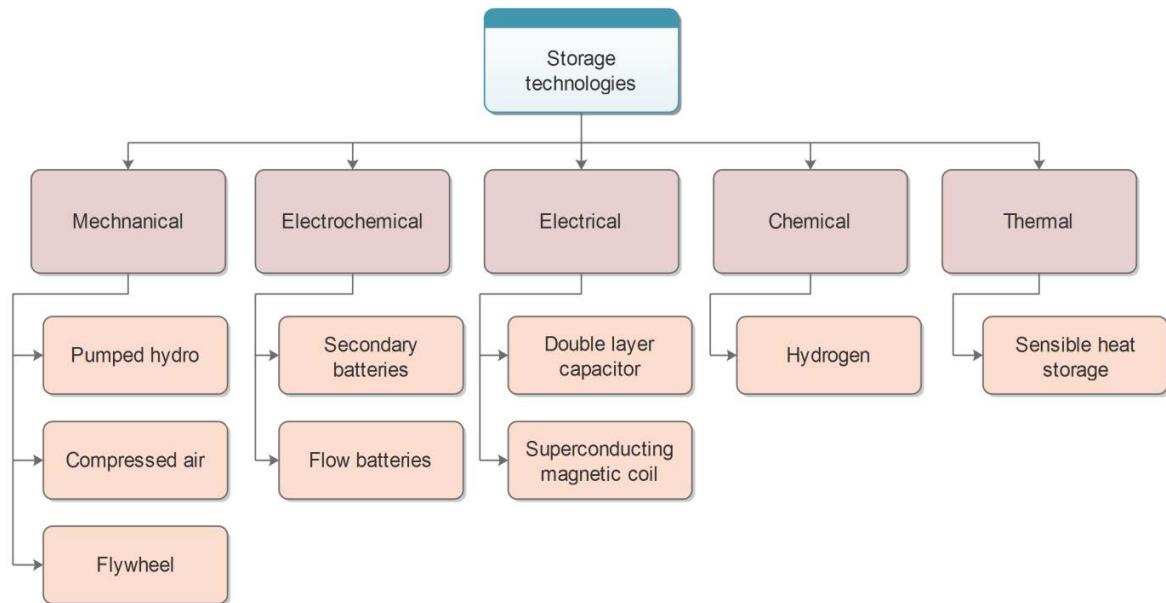 Storage
technologies
Mechnanical
Electrochemical
Electrical
Chemical
Thermal
Pumped hydro
Secondary
batteries
Double layer
capacitor
Hydrogen
Sensible heat
storage
Compressed air
Flow batteries
Superconducting
magnetic coil
Flywheel